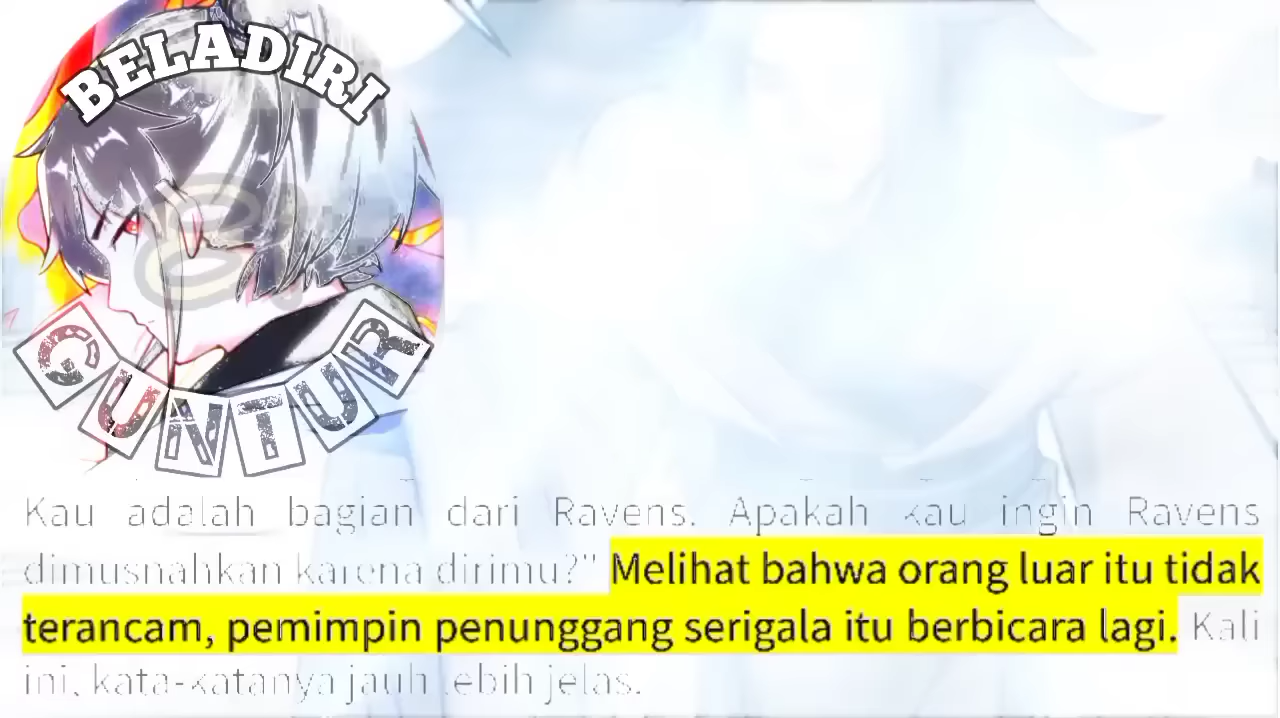 BELADIRI
GUNTUR
Kau adalah bagian dari Ravens. Apakah kau ingin Ravens
dimusnahkan karena dirimu?" Melihat bahwa orang luar itu tidak
terancam, pemimpin penunggang serigala itu berbicara lagi. Kali
ini, kata-katanya jauh lebih jelas.